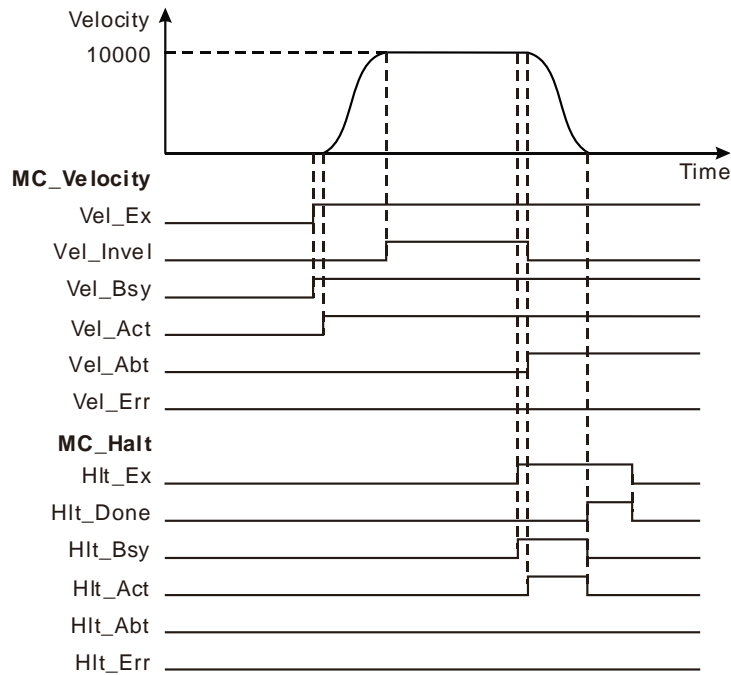 Velocity
10000
Time
MC_Velocity
Vel_Ex
Vel_Invel
Vel_Bsy
Vel_Act
Vel_Abt
Vel_Err
MC_Halt
Hlt_Ex
Hlt_Done
Hlt_Bsy
Hlt_Act
Hlt_Abt
Hlt_Err